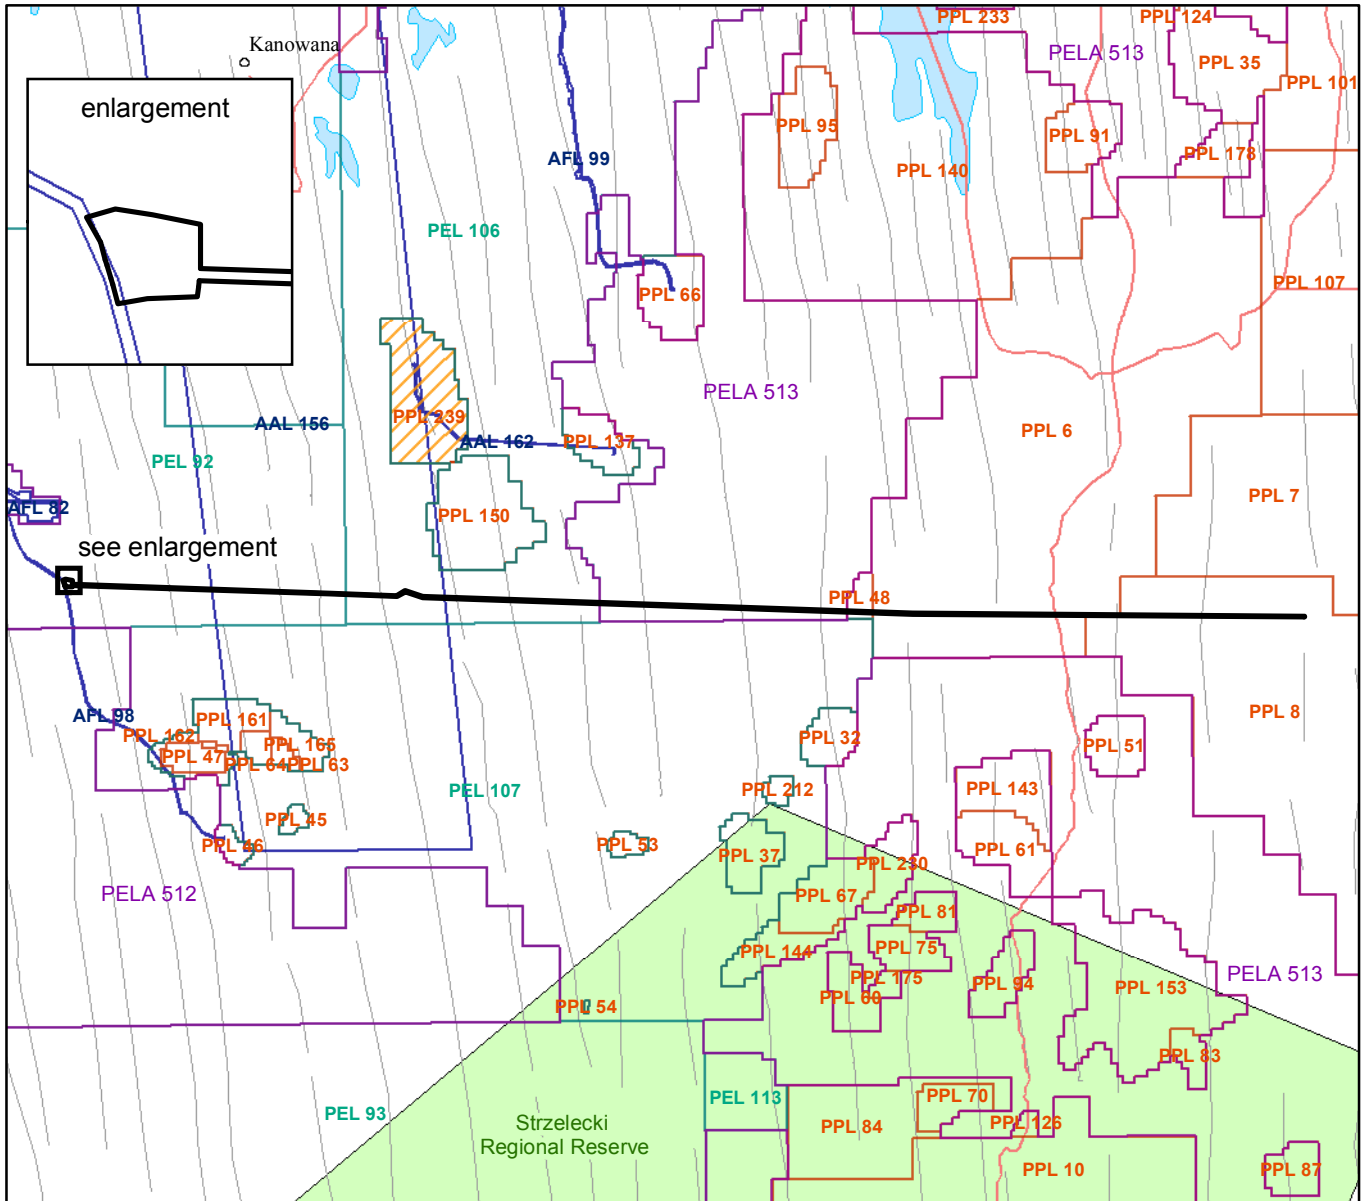 PPL 233
PPL 124
Kanowana
PELA 513
PPL 35
PPL 101
enlargement
PPL 95
PPL 91
AFL 99
PPL 178
PPL 140
PEL 106
PPL 107
PPL 66
PELA 513
PPL 239
AAL 156
PPL 6
AAL 162
PPL 137
PEL 92
PPL 7
AFL 82
PPL 150
see enlargement
PPL 48
AFL 98
PPL 161
PPL 8
PPL 162
PPL 32
PPL 165
PPL 51
PPL 47
PPL 64
PPL 63
PEL 107
PPL 212
PPL 143
PPL 45
PPL 46
PPL 53
PPL 37
PPL 61
PPL 230
PELA 512
PPL 67
PPL 81
PPL 75
PPL 144
PPL 175
PELA 513
PPL 94
PPL 153
PPL 60
PPL 54
PPL 83
PEL 113
PPL 70
PEL 93
Strzelecki
Regional Reserve
PPL 84
PPL 126
PPL 10
PPL 87